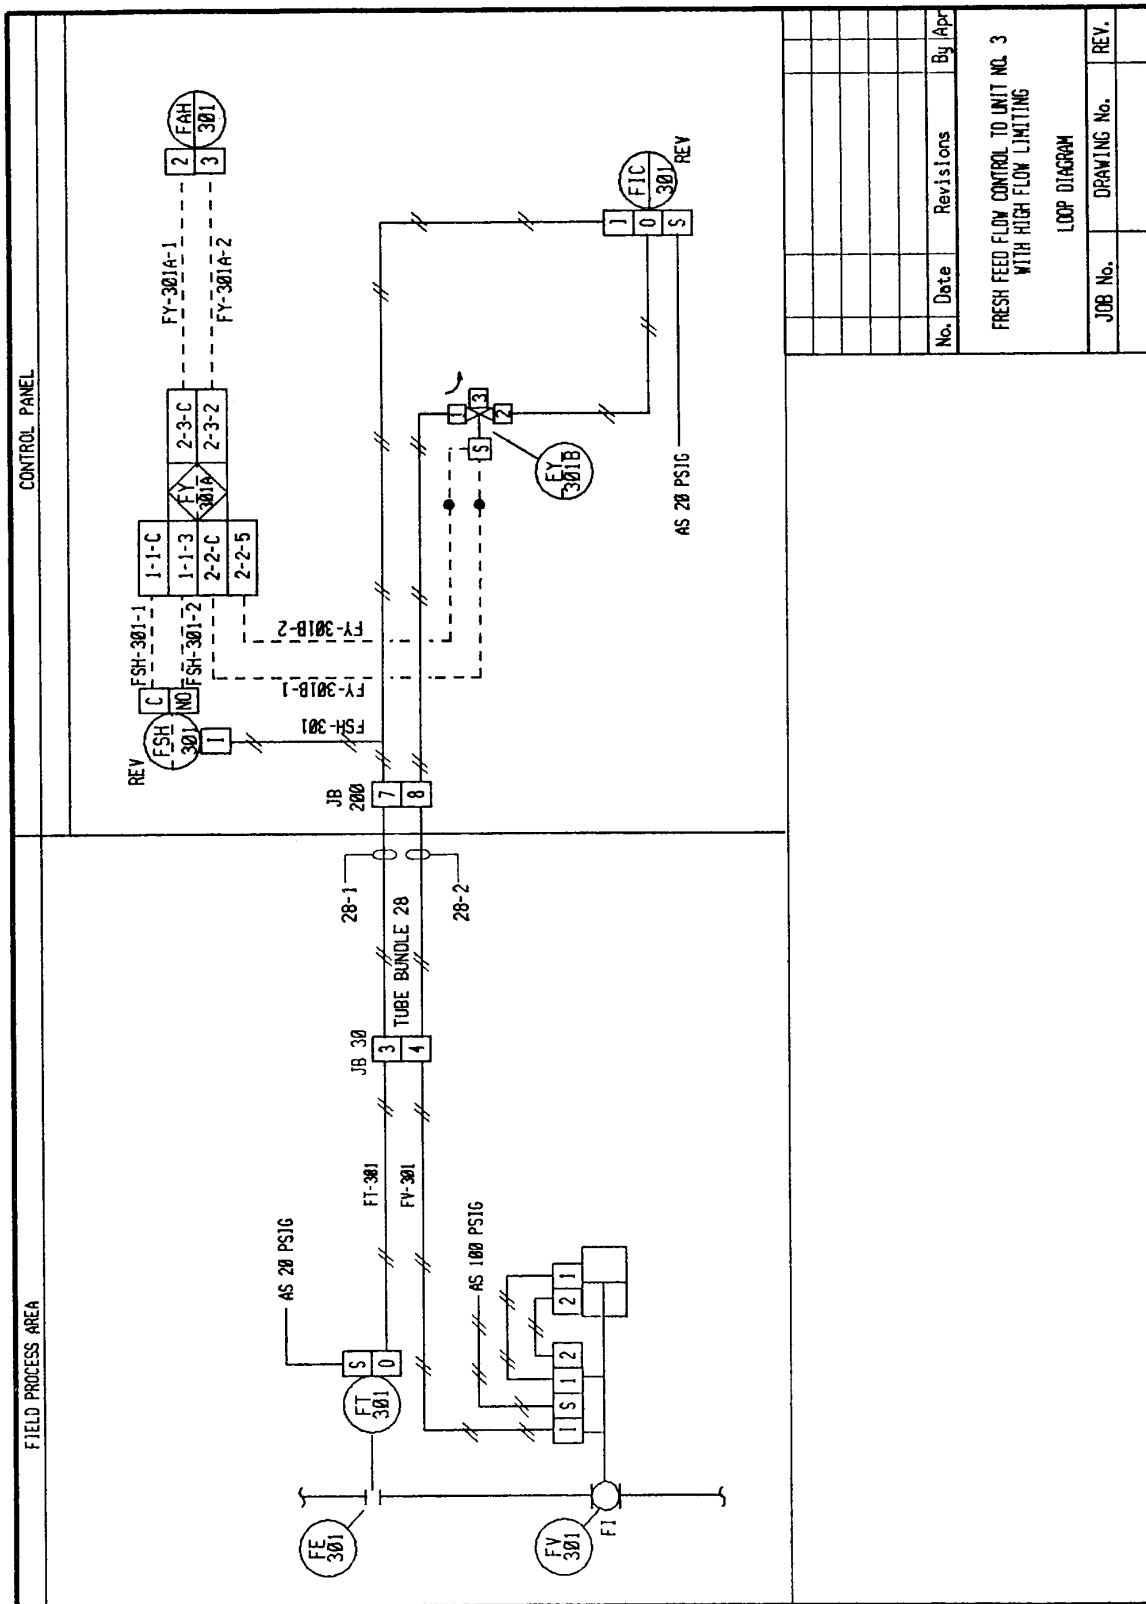 FIELD PROCESS AREA
CONTROL PANEL
REV
FSH
301
C
NO
I
FSH-301-1
FSH-301-2
1-1-C
1-1-3
2-2-C
2-2-5
FY
301A
2-3-C
2-3-2
FY-301A-1
FY-301A-2
2
3
FAH
301
FSH-301
FY-301B-1
FY-301B-2
JB
200
7
8
28-1
TUBE BUNDLE 28
28-2
JB 30
3
4
FT-301
FV-301
AS 20 PSIG
S
O
FT
301
FE
301
AS 100 PSIG
I
S
1
2
2
1
FV
301
FI
S
1
3
2
EY
301B
I
O
S
FIC
301
REV
AS 20 PSIG
No.
Date
Revisions
By
Apr
FRESH FEED FLOW CONTROL TO UNIT NO. 3
WITH HIGH FLOW LIMITING
LOOP DIAGRAM
JOB No.
DRAWING No.
REV.